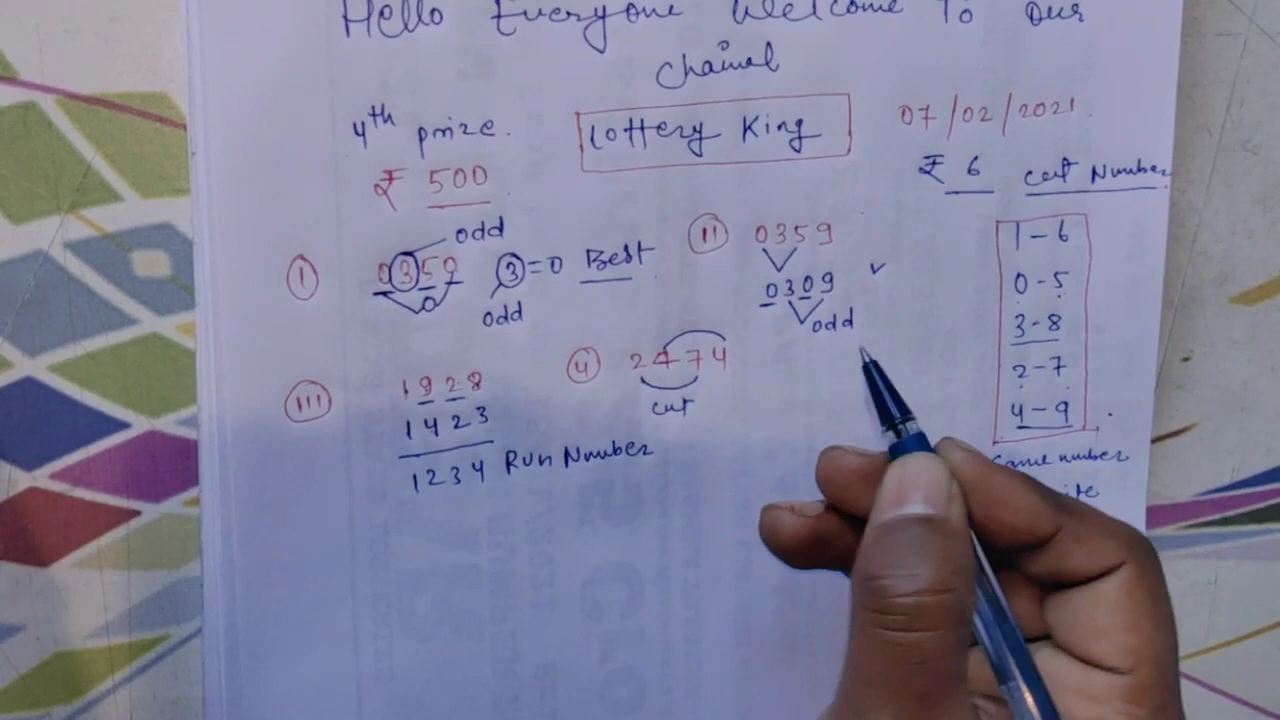 Hello Everyone Welcome To Our
Chainal
4th prize.
Lottery King
07/02/2021.
₹ 500
₹ 6 Cut Number
odd
(I) 0359 3=0 Best
odd
(II) 0359
0309 ✓
odd
1-6
0-5
3-8
2-7
4-9
(III) 1928
1423
1234 Run Number
(4) 2474
cut
Same number